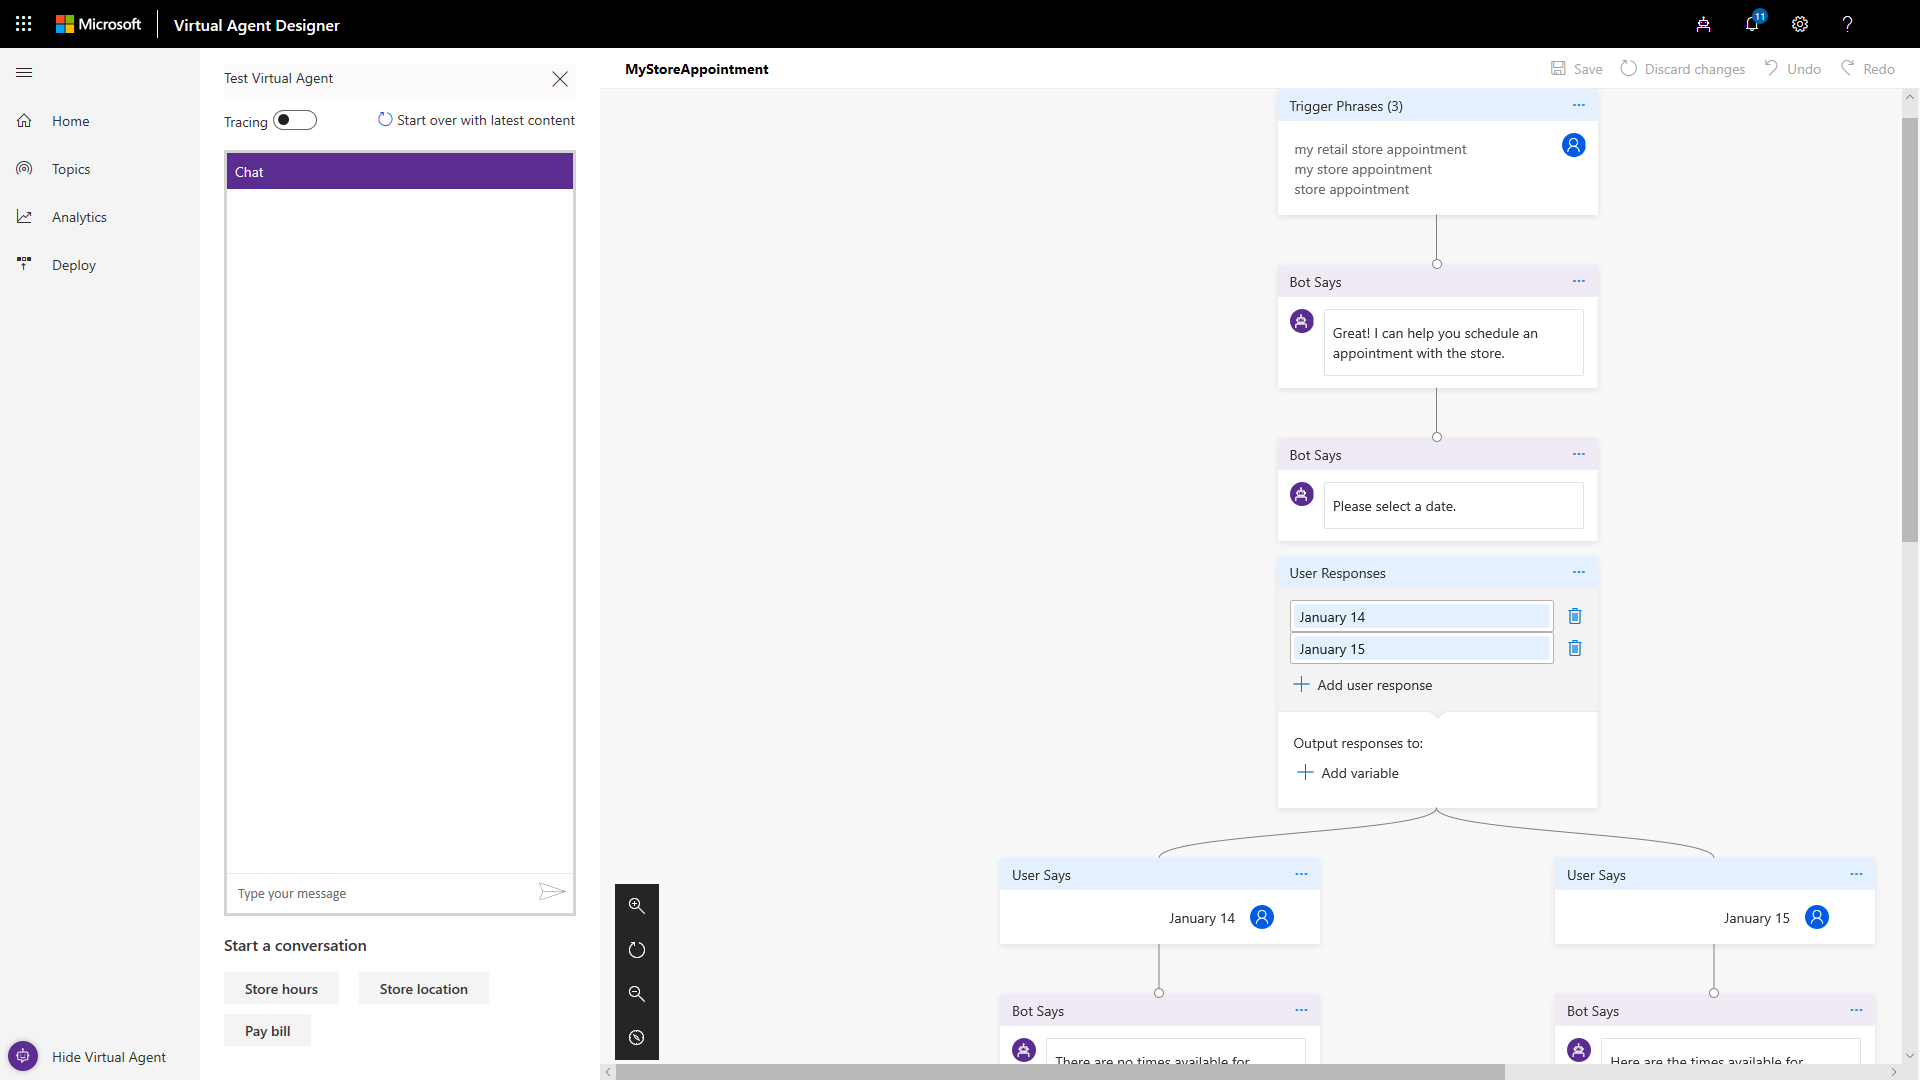 Microsoft
Virtual Agent Designer
11
Home
Topics
Analytics
Deploy
Hide Virtual Agent
Test Virtual Agent
Tracing
Start over with latest content
Chat
Type your message
Start a conversation
Store hours
Store location
Pay bill
MyStoreAppointment
Save
Discard changes
Undo
Redo
Trigger Phrases (3)
my retail store appointment
my store appointment
store appointment
Bot Says
Great! I can help you schedule an
appointment with the store.
Bot Says
Please select a date.
User Responses
January 14
January 15
Add user response
Output responses to:
Add variable
User Says
January 14
User Says
January 15
Bot Says
There are no times available for
Bot Says
Here are the times available for